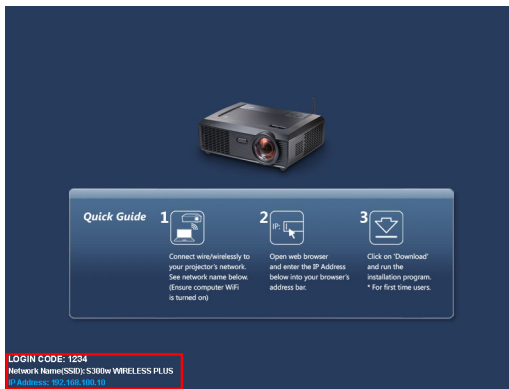 Quick Guide
1
2
3
IP:
Connect wire/wirelessly to
your projector's network.
See network name below.
(Ensure computer WiFi
is turned on)
Open web browser
and enter the IP Address
below into your browser's
address bar.
Click on 'Download'
and run the
installation program.
* For first time users.
LOGIN CODE: 1234
Network Name(SSID): S300w WIRELESS PLUS
IP Address: 192.168.100.10